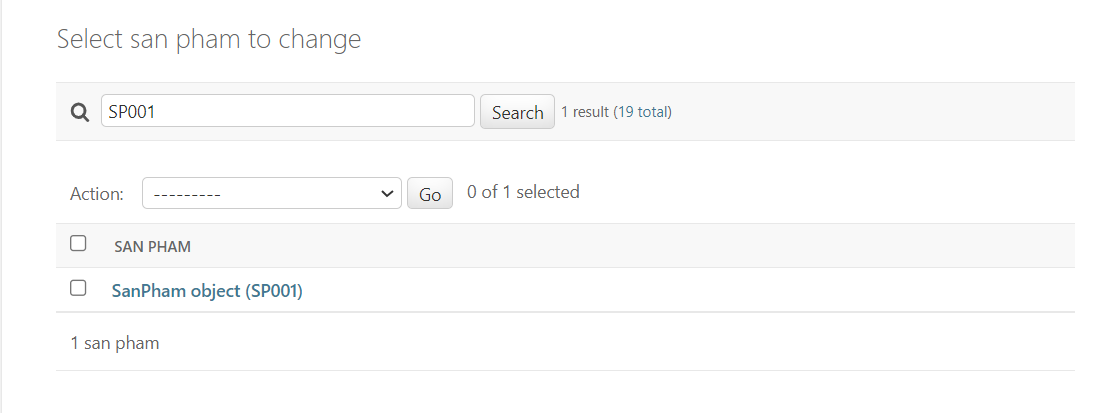 Select san pham to change
SP001 Search 1 result (19 total)
Action: --------- Go 0 of 1 selected
SAN PHAM
SanPham object (SP001)
1 san pham